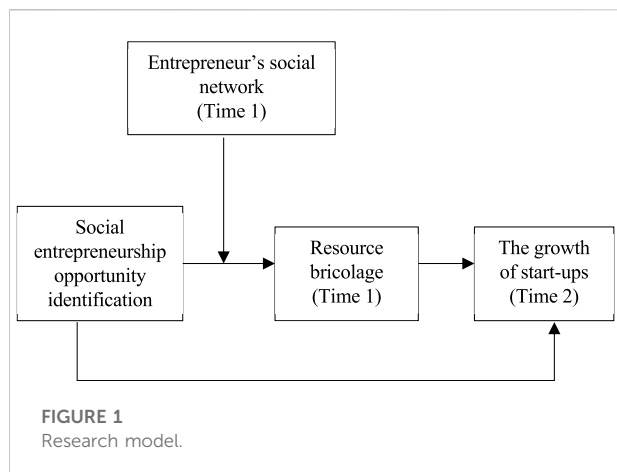 Entrepreneur's social
network
(Time 1)
Social
entrepreneurship
opportunity
identification
Resource
bricolage
(Time 1)
The growth
of start-ups
(Time 2)
FIGURE 1
Research model.